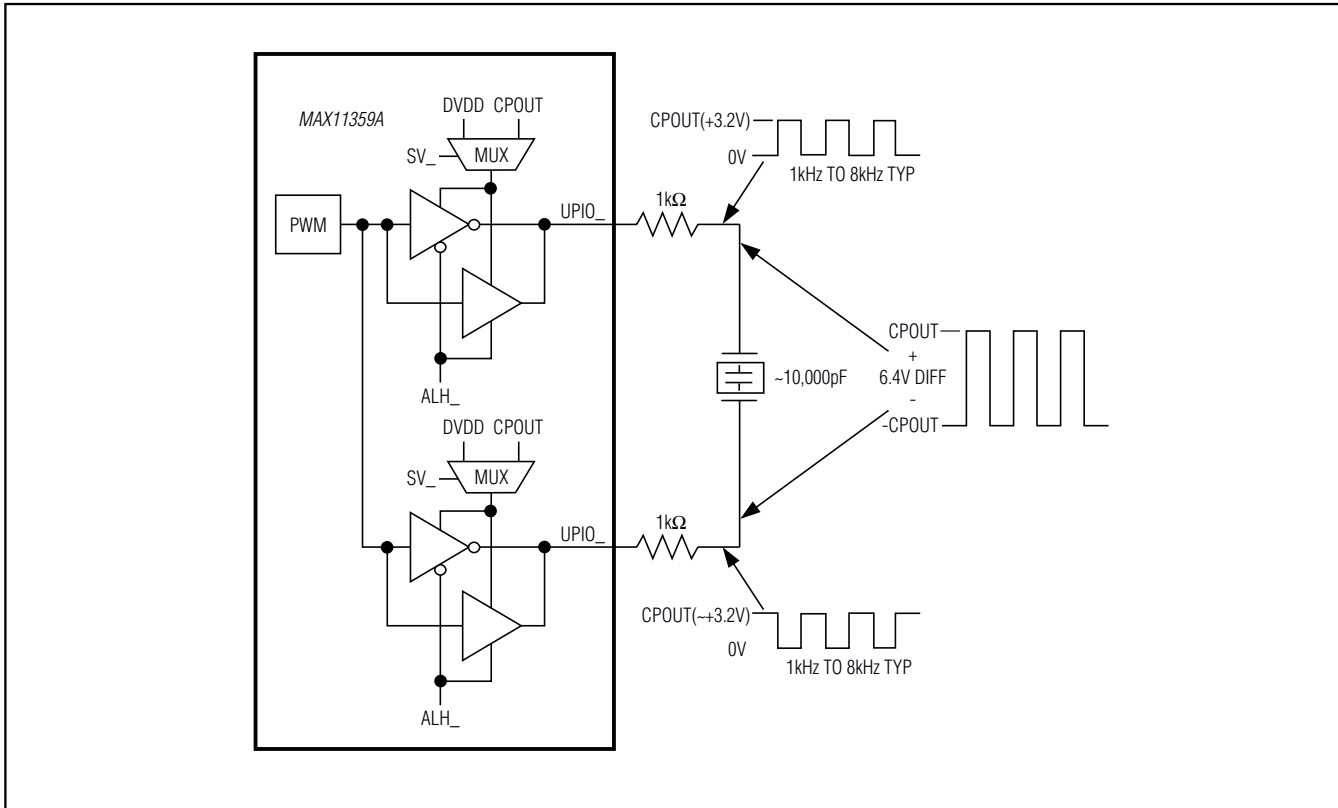 MAX11359A
DVDD CPOUT
SV_
MUX
PWM
UPIO_
1kΩ
ALH_
CPOUT(+3.2V)
0V
1kHz TO 8kHz TYP
~10,000pF
CPOUT
+
6.4V DIFF
-
-CPOUT
DVDD CPOUT
SV_
MUX
UPIO_
1kΩ
ALH_
CPOUT(~+3.2V)
0V
1kHz TO 8kHz TYP